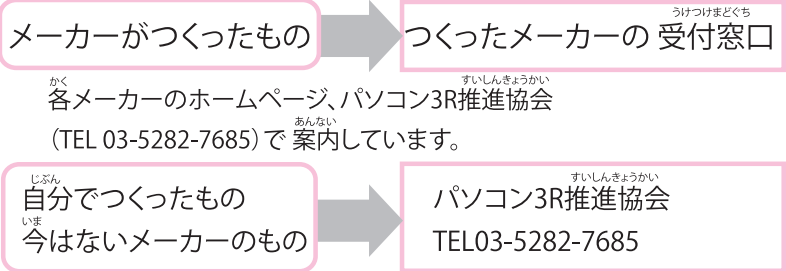 メーカーがつくったもの
つくったメーカーの 受付窓口
うけつけまどぐち
各メーカーのホームページ、パソコン3R推進協会
かく
すいしんきょうかい
（TEL 03-5282-7685）で 案内しています。
あんない
自分でつくったもの
じぶん
今はないメーカーのもの
いま
パソコン3R推進協会
すいしんきょうかい
TEL03-5282-7685